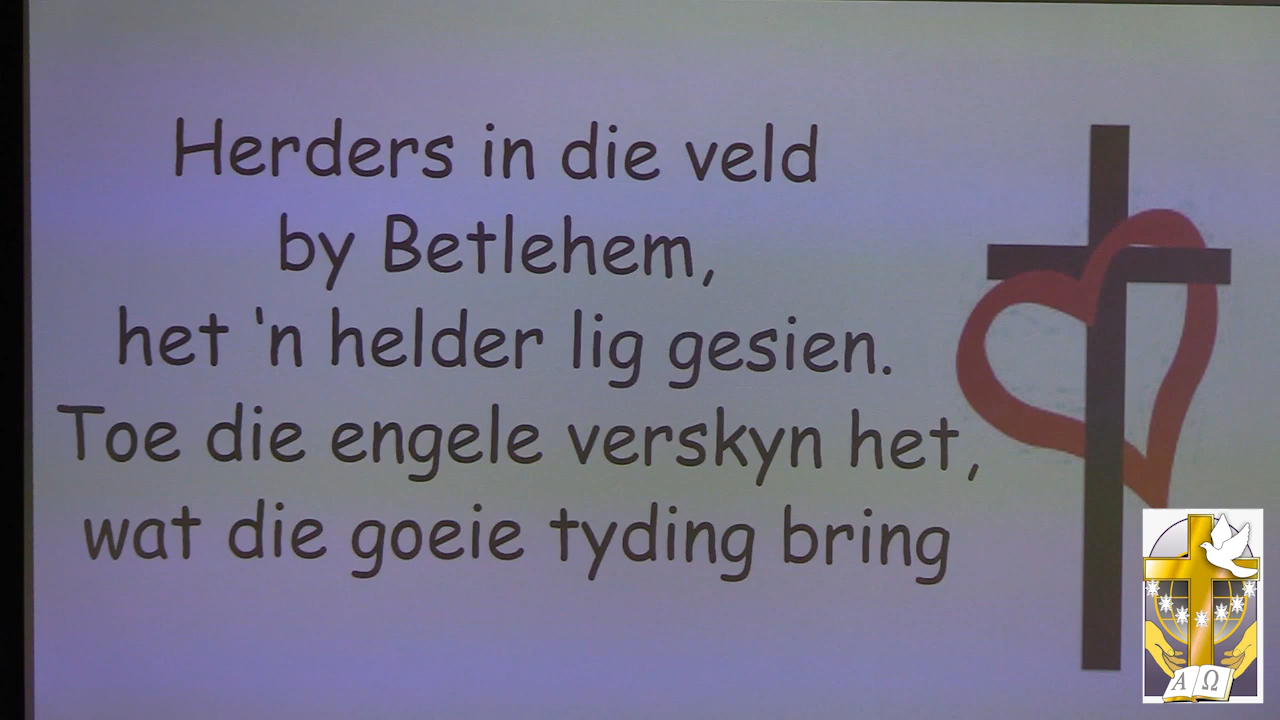 Herders in die veld
by Betlehem,
het 'n helder lig gesien.
Toe die engele verskyn het,
wat die goeie tyding bring
Α Ω